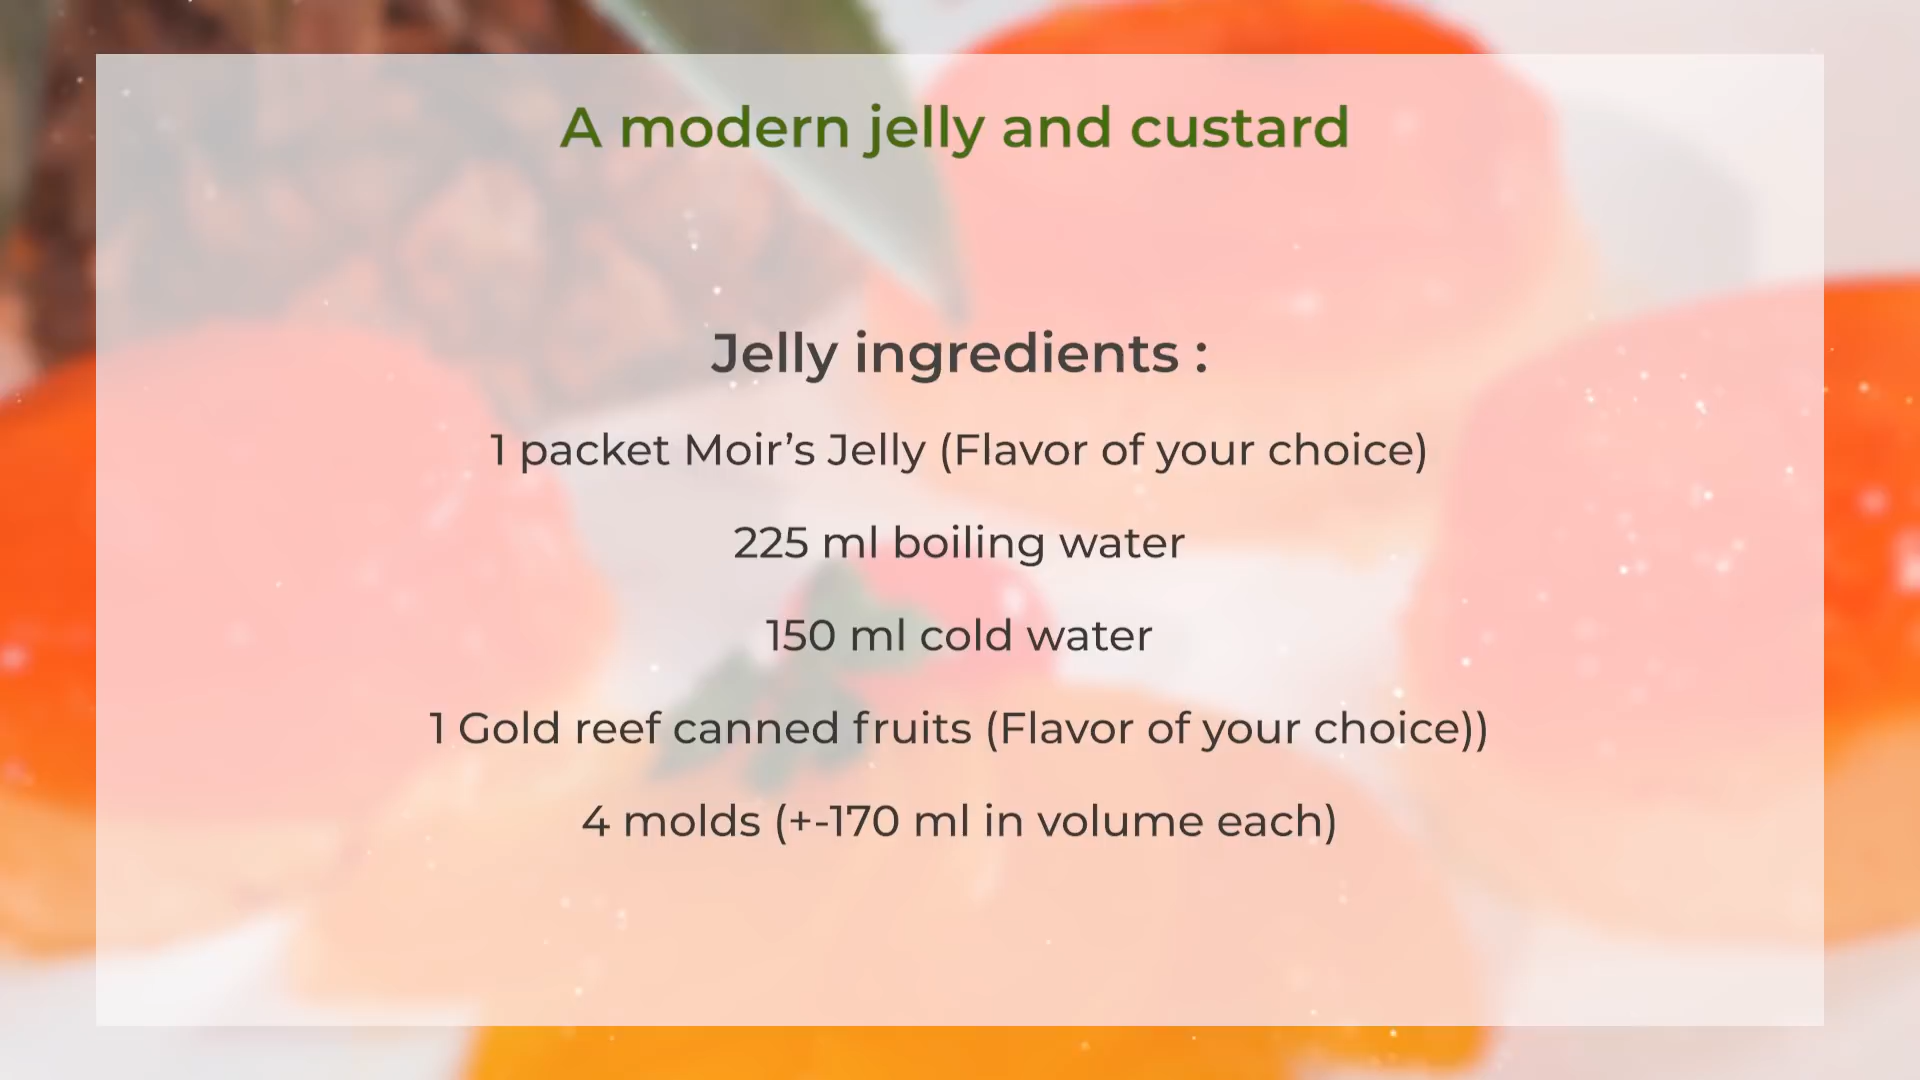 A modern jelly and custard
Jelly ingredients :
1 packet Moir’s Jelly (Flavor of your choice)
225 ml boiling water
150 ml cold water
1 Gold reef canned fruits (Flavor of your choice))
4 molds (+-170 ml in volume each)